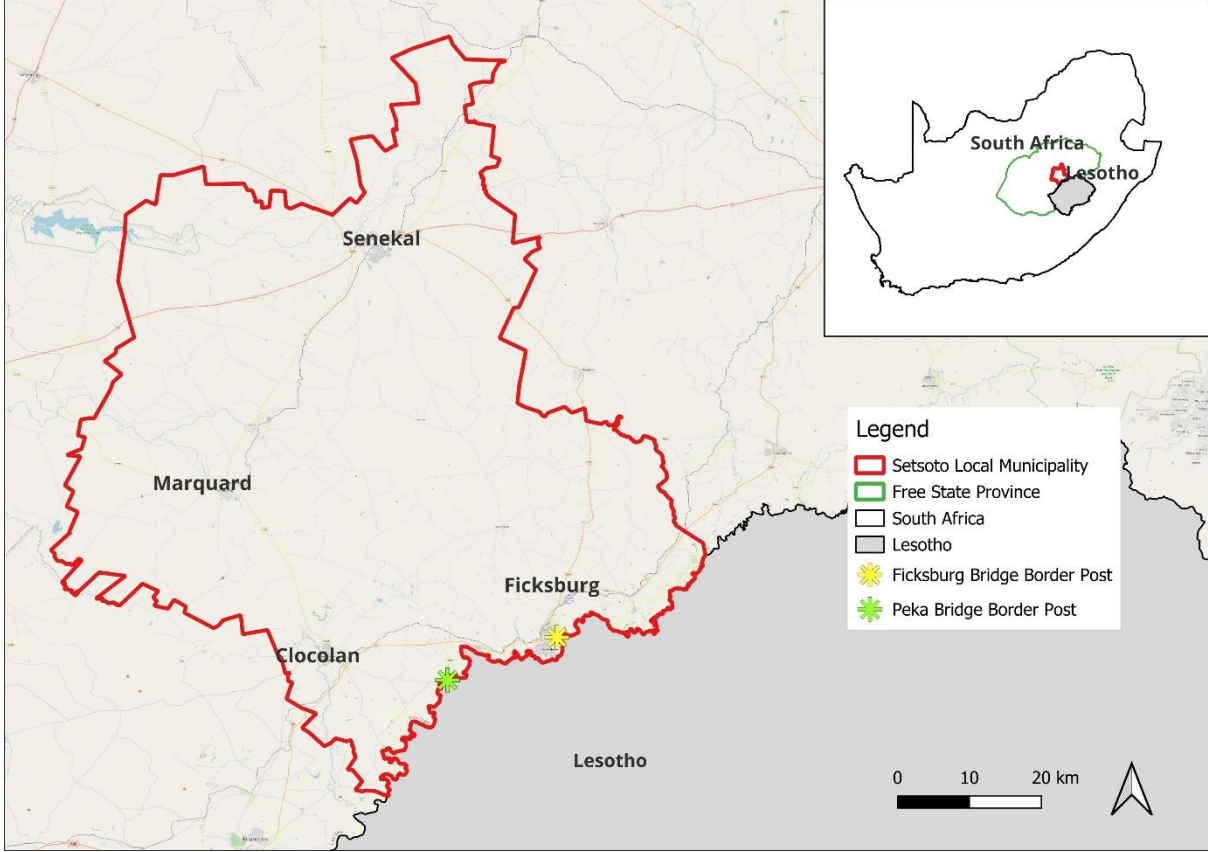 South Africa
Lesotho
Senekal
Marquard
Ficksburg
Clocolan
Lesotho
Legend
Setsoto Local Municipality
Free State Province
South Africa
Lesotho
Ficksburg Bridge Border Post
Peka Bridge Border Post
0 10 20 km